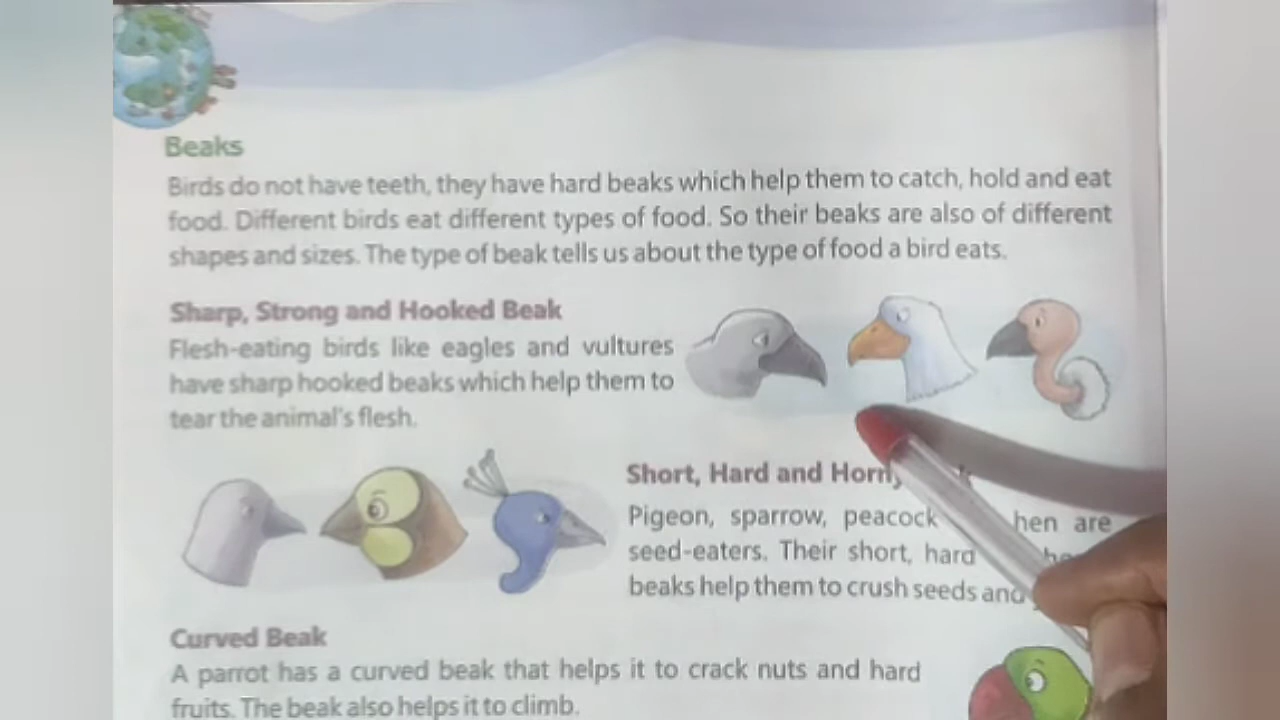 Beaks
Birds do not have teeth, they have hard beaks which help them to catch, hold and eat
food. Different birds eat different types of food. So their beaks are also of different
shapes and sizes. The type of beak tells us about the type of food a bird eats.
Sharp, Strong and Hooked Beak
Flesh-eating birds like eagles and vultures
have sharp hooked beaks which help them to
tear the animal's flesh.
Short, Hard and Horny
Pigeon, sparrow, peacock hen are
seed-eaters. Their short, hard
beaks help them to crush seeds and
Curved Beak
A parrot has a curved beak that helps it to crack nuts and hard
fruits. The beak also helps it to climb.